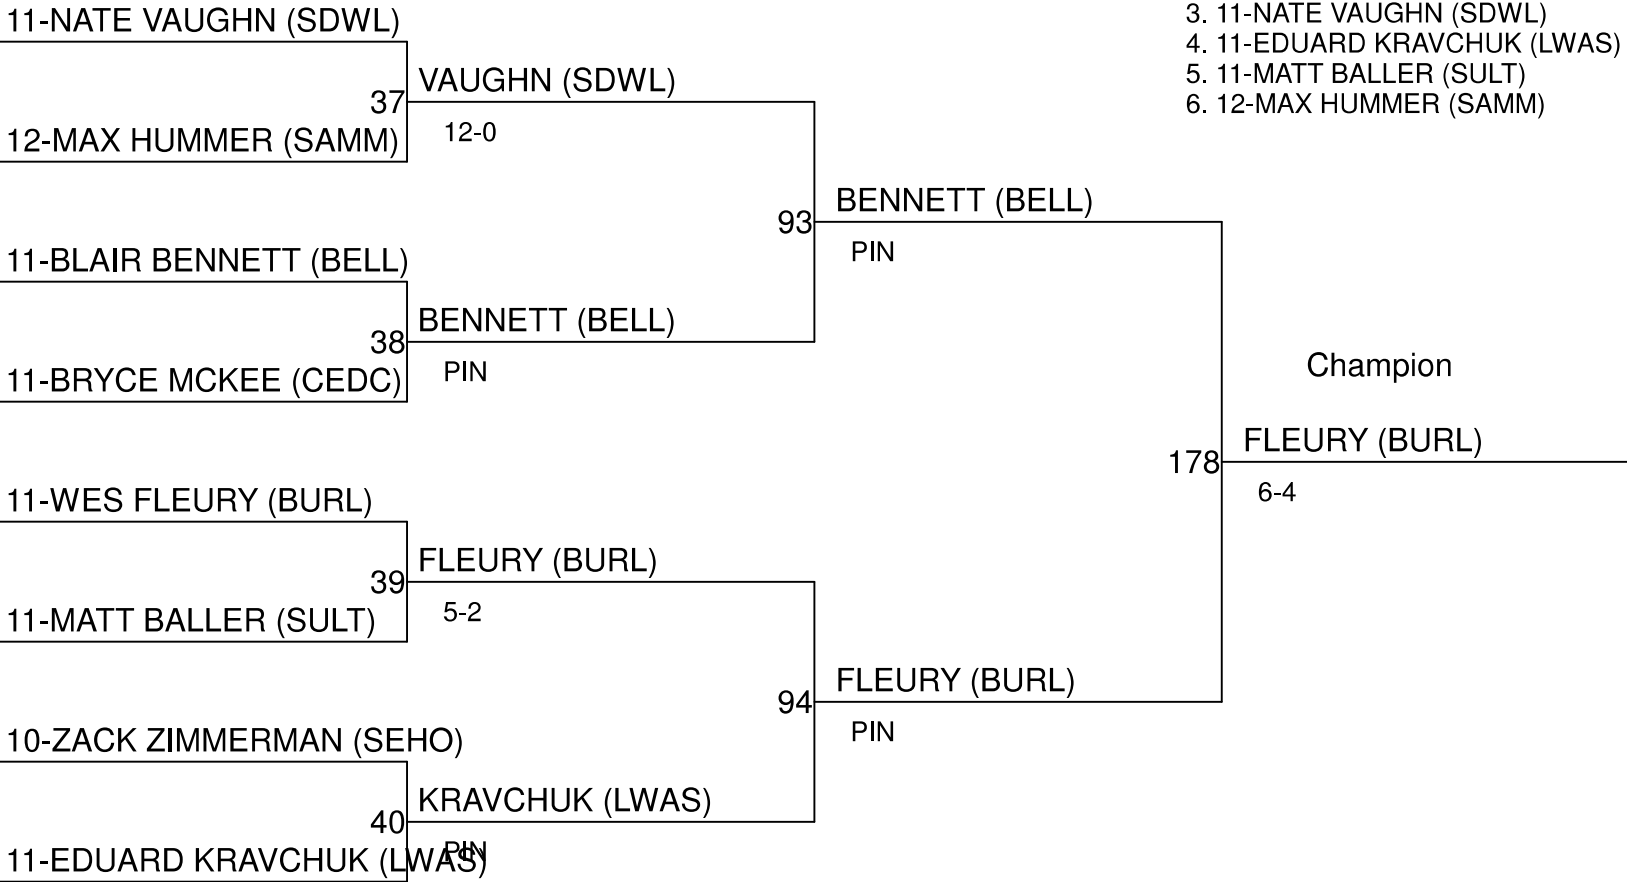 11-NATE VAUGHN (SDWL)
37
12-MAX HUMMER (SAMM)
VAUGHN (SDWL)
12-0
11-BLAIR BENNETT (BELL)
38
11-BRYCE MCKEE (CEDC)
BENNETT (BELL)
PIN
93
BENNETT (BELL)
PIN
11-WES FLEURY (BURL)
39
11-MATT BALLER (SULT)
FLEURY (BURL)
5-2
10-ZACK ZIMMERMAN (SEHO)
40
11-EDUARD KRAVCHUK (LWAS)
KRAVCHUK (LWAS)
PIN
94
FLEURY (BURL)
PIN
178
Champion
FLEURY (BURL)
6-4
3. 11-NATE VAUGHN (SDWL)
4. 11-EDUARD KRAVCHUK (LWAS)
5. 11-MATT BALLER (SULT)
6. 12-MAX HUMMER (SAMM)